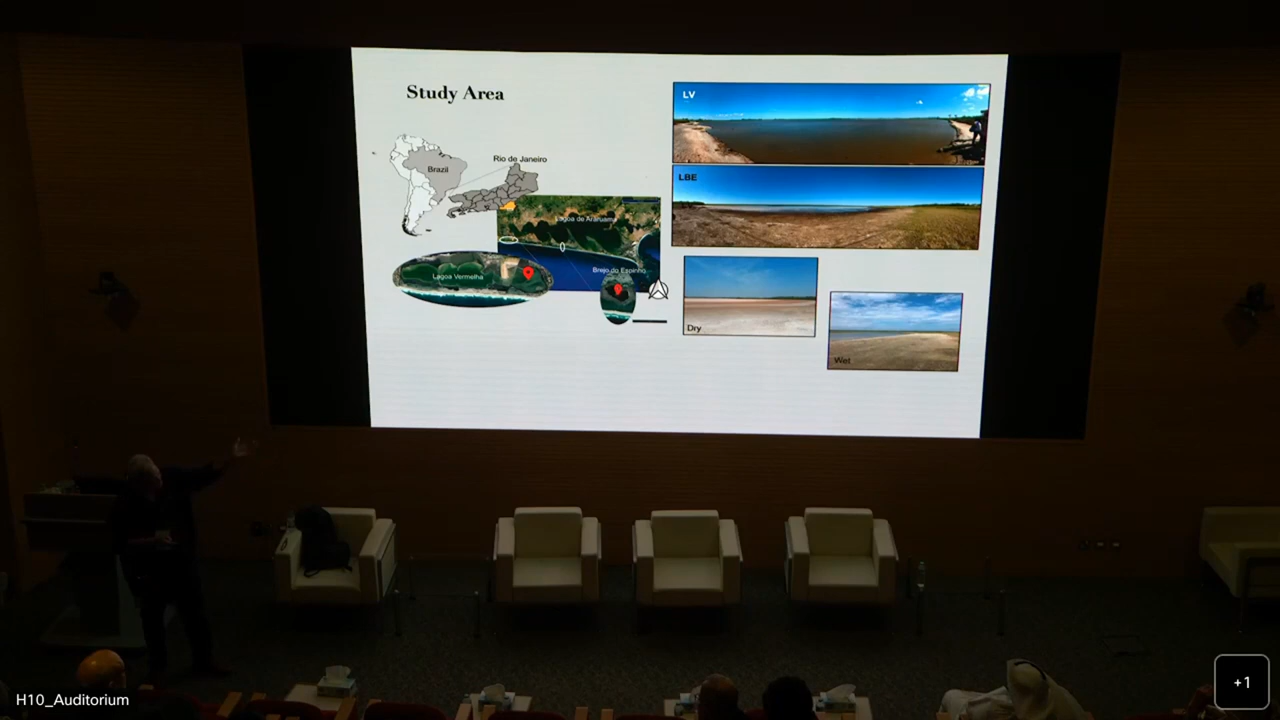 Study Area
Brazil
Rio de Janeiro
Lagoa de Araruama
Lagoa Vermelha
Brejo do Espinho
LV
LBE
Dry
Wet
H10_Auditorium
+1